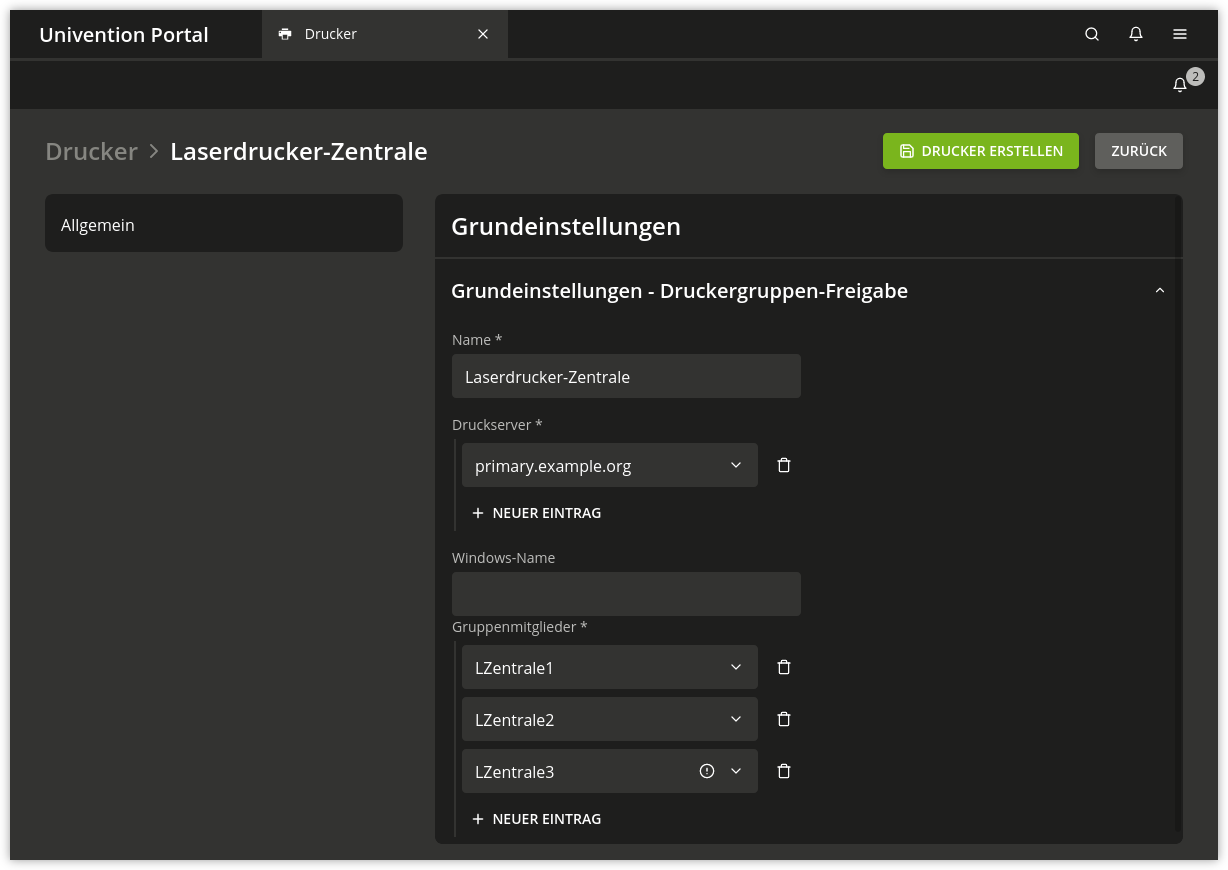 Univention Portal
Drucker
2
Drucker > Laserdrucker-Zentrale
DRUCKER ERSTELLEN
ZURÜCK
Allgemein
Grundeinstellungen
Grundeinstellungen - Druckergruppen-Freigabe
Name *
Laserdrucker-Zentrale
Druckserver *
primary.example.org
+ NEUER EINTRAG
Windows-Name
Gruppenmitglieder *
LZentrale1
LZentrale2
LZentrale3
+ NEUER EINTRAG